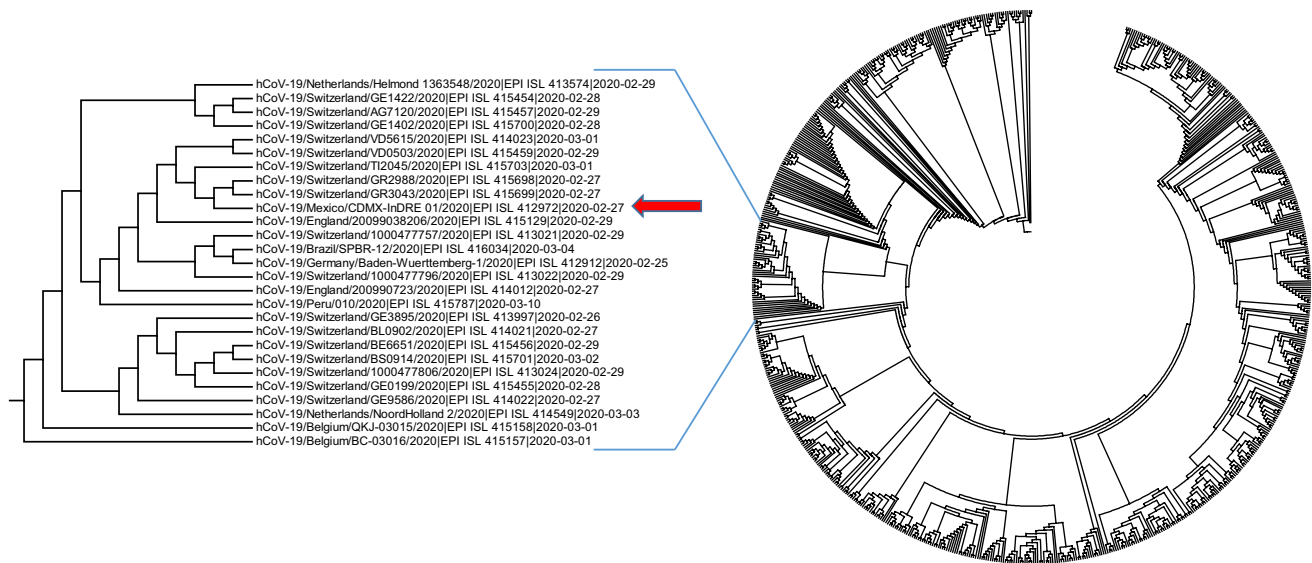 hCoV-19/Netherlands/Helmond 1363548/2020|EPI ISL 413574|2020-02-29
hCoV-19/Switzerland/GE1422/2020|EPI ISL 415454|2020-02-28
hCoV-19/Switzerland/AG7120/2020|EPI ISL 415457|2020-02-29
hCoV-19/Switzerland/GE1402/2020|EPI ISL 415700|2020-02-28
hCoV-19/Switzerland/VD5615/2020|EPI ISL 414023|2020-03-01
hCoV-19/Switzerland/VD0503/2020|EPI ISL 415459|2020-02-29
hCoV-19/Switzerland/TI2045/2020|EPI ISL 415703|2020-03-01
hCoV-19/Switzerland/GR2988/2020|EPI ISL 415698|2020-02-27
hCoV-19/Switzerland/GR3043/2020|EPI ISL 415699|2020-02-27
hCoV-19/Mexico/CDMX-InDRE 01/2020|EPI ISL 412972|2020-02-27
hCoV-19/England/20099038206/2020|EPI ISL 415129|2020-02-29
hCoV-19/Switzerland/1000477757/2020|EPI ISL 413021|2020-02-29
hCoV-19/Brazil/SPBR-12/2020|EPI ISL 416034|2020-03-04
hCoV-19/Germany/Baden-Wuerttemberg-1/2020|EPI ISL 412912|2020-02-25
hCoV-19/Switzerland/1000477796/2020|EPI ISL 413022|2020-02-29
hCoV-19/England/200990723/2020|EPI ISL 414012|2020-02-27
hCoV-19/Peru/010/2020|EPI ISL 415787|2020-03-10
hCoV-19/Switzerland/GE3895/2020|EPI ISL 413997|2020-02-26
hCoV-19/Switzerland/BL0902/2020|EPI ISL 414021|2020-02-27
hCoV-19/Switzerland/BE6651/2020|EPI ISL 415456|2020-02-29
hCoV-19/Switzerland/BS0914/2020|EPI ISL 415701|2020-03-02
hCoV-19/Switzerland/1000477806/2020|EPI ISL 413024|2020-02-29
hCoV-19/Switzerland/GE0199/2020|EPI ISL 415455|2020-02-28
hCoV-19/Switzerland/GE9586/2020|EPI ISL 414022|2020-02-27
hCoV-19/Netherlands/NoordHolland 2/2020|EPI ISL 414549|2020-03-03
hCoV-19/Belgium/QKJ-03015/2020|EPI ISL 415158|2020-03-01
hCoV-19/Belgium/BC-03016/2020|EPI ISL 415157|2020-03-01